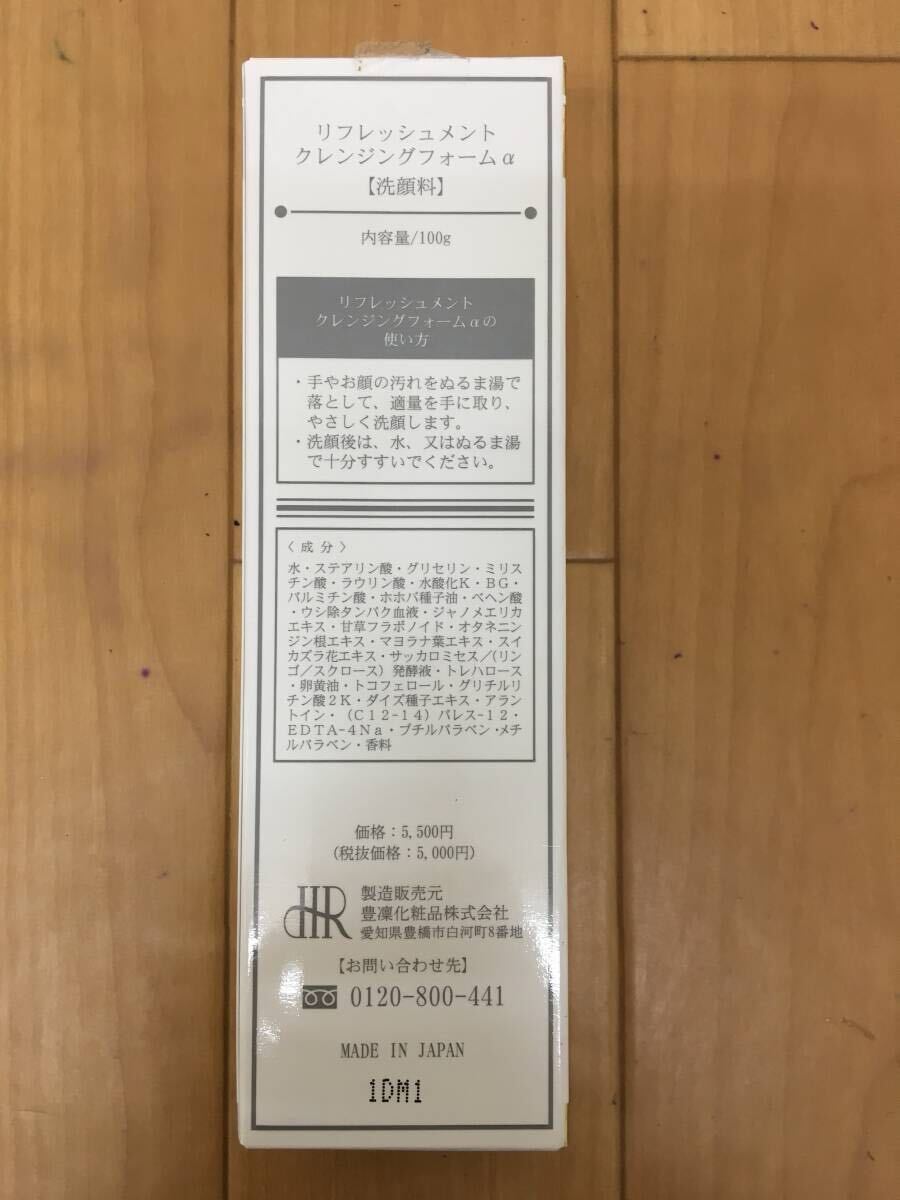 リフレッシュメント
クレンジングフォームα
【洗顔料】
内容量/100g
リフレッシュメント
クレンジングフォームαの
使い方
・手やお顔の汚れをぬるま湯で
落として、適量を手に取り、
やさしく洗顔します。
・洗顔後は、水、又はぬるま湯
で十分すすいでください。
〈成分〉
水・ステアリン酸・グリセリン・ミリス
チン酸・ラウリン酸・水酸化K・BG・
パルミチン酸・ホホバ種子油・ベヘン酸
・ウシ除タンパク血液・ジャノメエリカ
エキス・甘草フラボノイド・オタネニン
ジン根エキス・マヨラナ葉エキス・スイ
カズラ花エキス・サッカロミセス／(リン
ゴ／スクロース)発酵液・トレハロース
・卵黄油・トコフェロール・グリチルリ
チン酸2K・ダイズ種子エキス・アラン
トイン・(C12-14)パレス-12・
EDTA-4Na・ブチルパラベン・メチ
ルパラベン・香料
価格：5,500円
(税抜価格：5,000円)
HR
製造販売元
豊凜化粧品株式会社
愛知県豊橋市白河町8番地
【お問い合わせ先】
0120-800-441
MADE IN JAPAN
1DM1